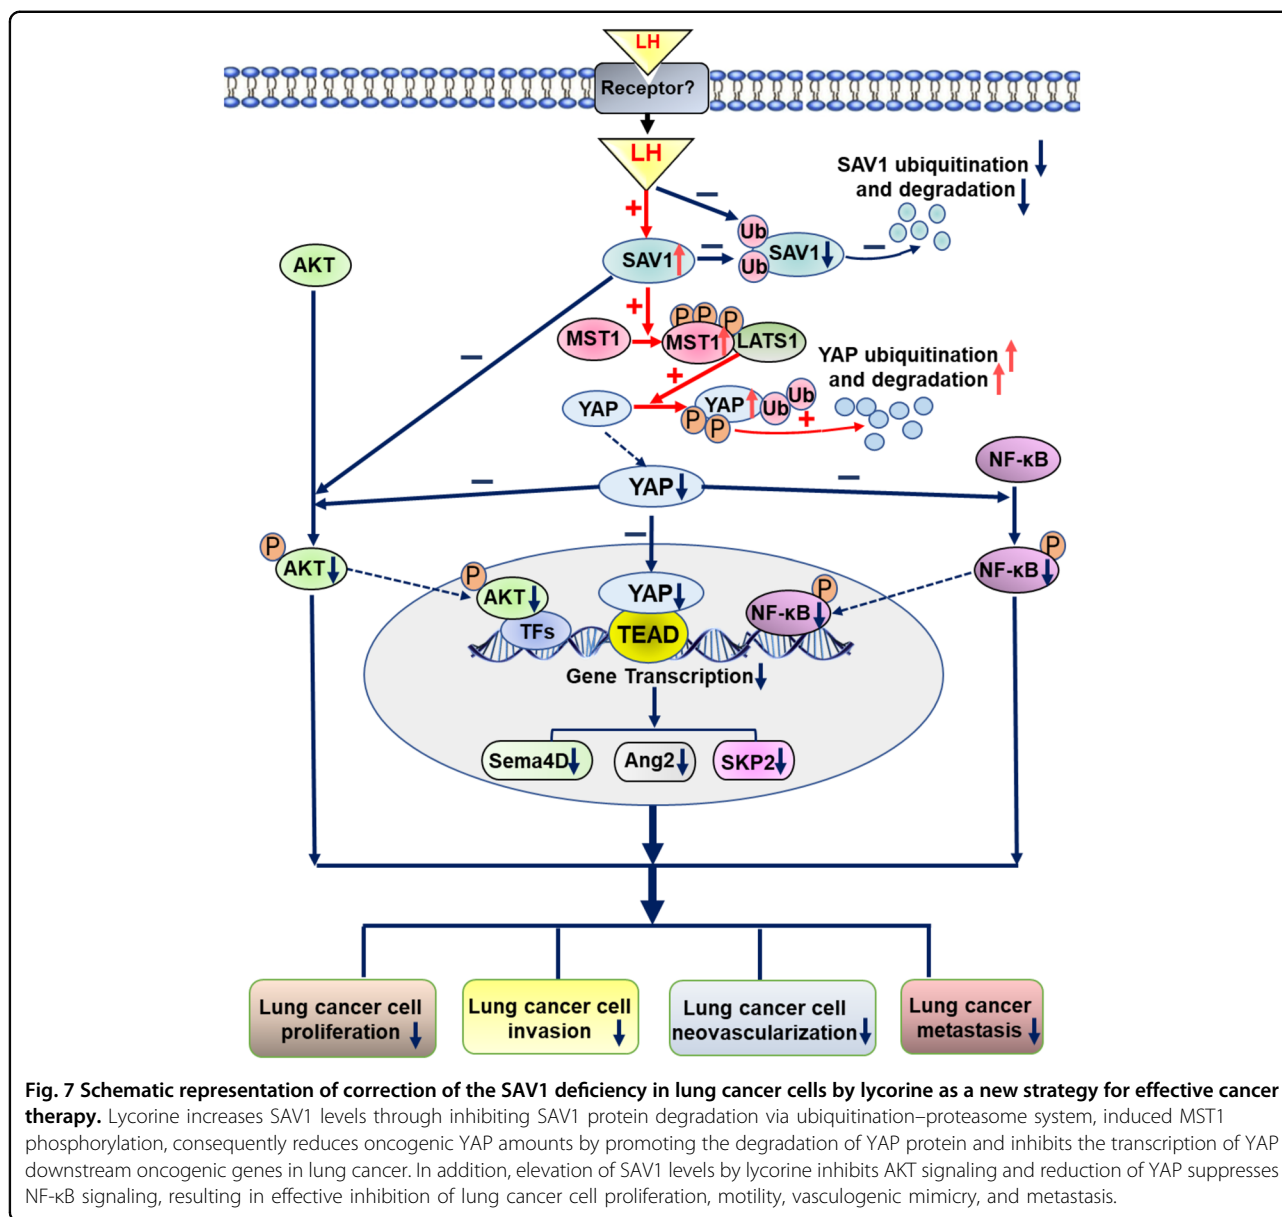 LH
Receptor?
LH
SAV1 ubiquitination
and degradation
−
+
Ub
AKT
SAV1
−
SAV1
−
Ub
+
P P P
MST1
MST1
LATS1
−
YAP ubiquitination
and degradation
+
YAP
YAP
Ub
Ub
+
P
P
NF-κB
−
YAP
−
P
AKT
−
P
NF-κB
P
AKT
YAP
P
NF-κB
TFs
TEAD
Gene Transcription
Sema4D
Ang2
SKP2
Lung cancer cell
proliferation
Lung cancer cell
invasion
Lung cancer cell
neovascularization
Lung cancer
metastasis
Fig. 7 Schematic representation of correction of the SAV1 deficiency in lung cancer cells by lycorine as a new strategy for effective cancer
therapy. Lycorine increases SAV1 levels through inhibiting SAV1 protein degradation via ubiquitination–proteasome system, induced MST1
phosphorylation, consequently reduces oncogenic YAP amounts by promoting the degradation of YAP protein and inhibits the transcription of YAP
downstream oncogenic genes in lung cancer. In addition, elevation of SAV1 levels by lycorine inhibits AKT signaling and reduction of YAP suppresses
NF-κB signaling, resulting in effective inhibition of lung cancer cell proliferation, motility, vasculogenic mimicry, and metastasis.